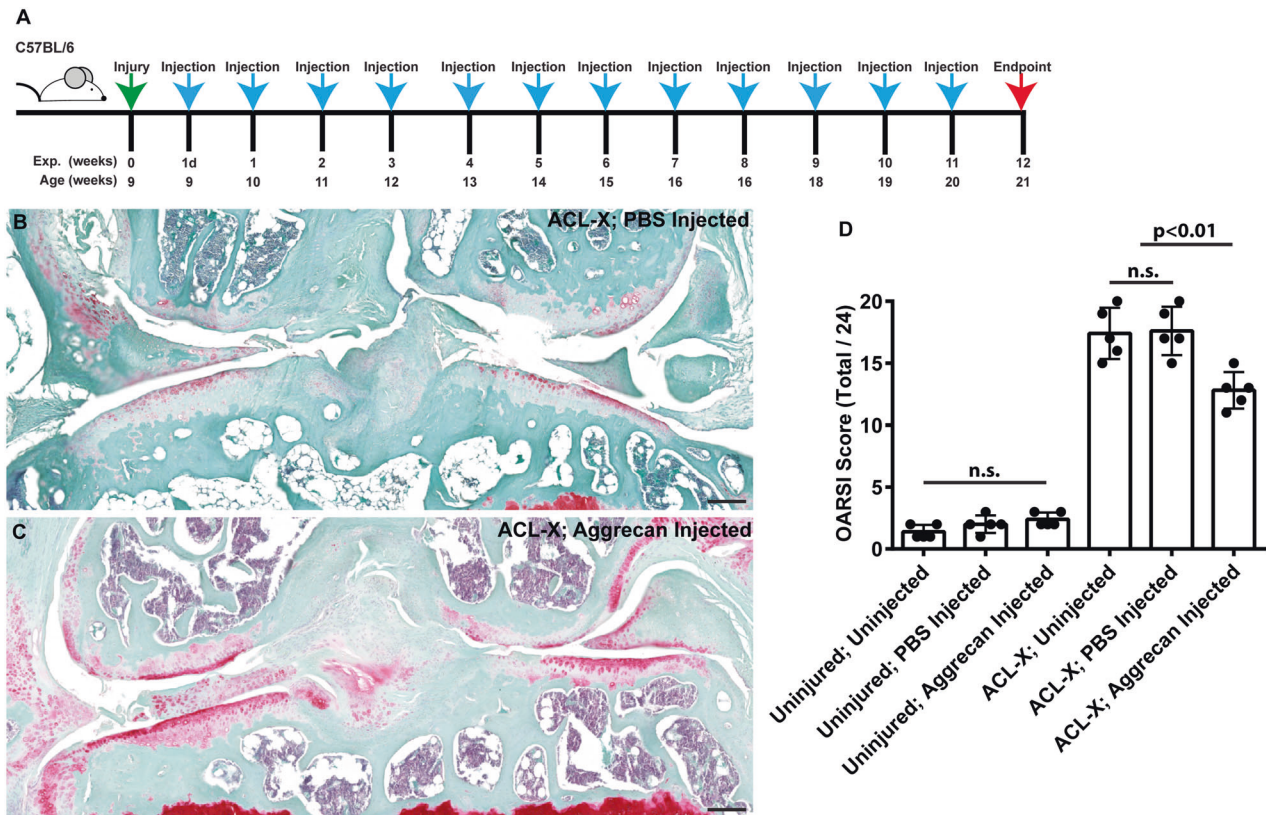 A
C57BL/6
Injury Injection Injection Injection Injection Injection Injection Injection Injection Injection Injection Injection Injection Endpoint
Exp. (weeks) 0 1d 1 2 3 4 5 6 7 8 9 10 11 12
Age (weeks) 9 9 10 11 12 13 14 15 16 16 18 19 20 21
B
ACL-X; PBS Injected
C
ACL-X; Aggrecan Injected
D
p<0.01
n.s.
n.s.
OARSI Score (Total / 24)
20
15
10
5
0
Uninjured; Uninjected
Uninjured; PBS Injected
Uninjured; Aggrecan Injected
ACL-X; Uninjected
ACL-X; PBS Injected
ACL-X; Aggrecan Injected